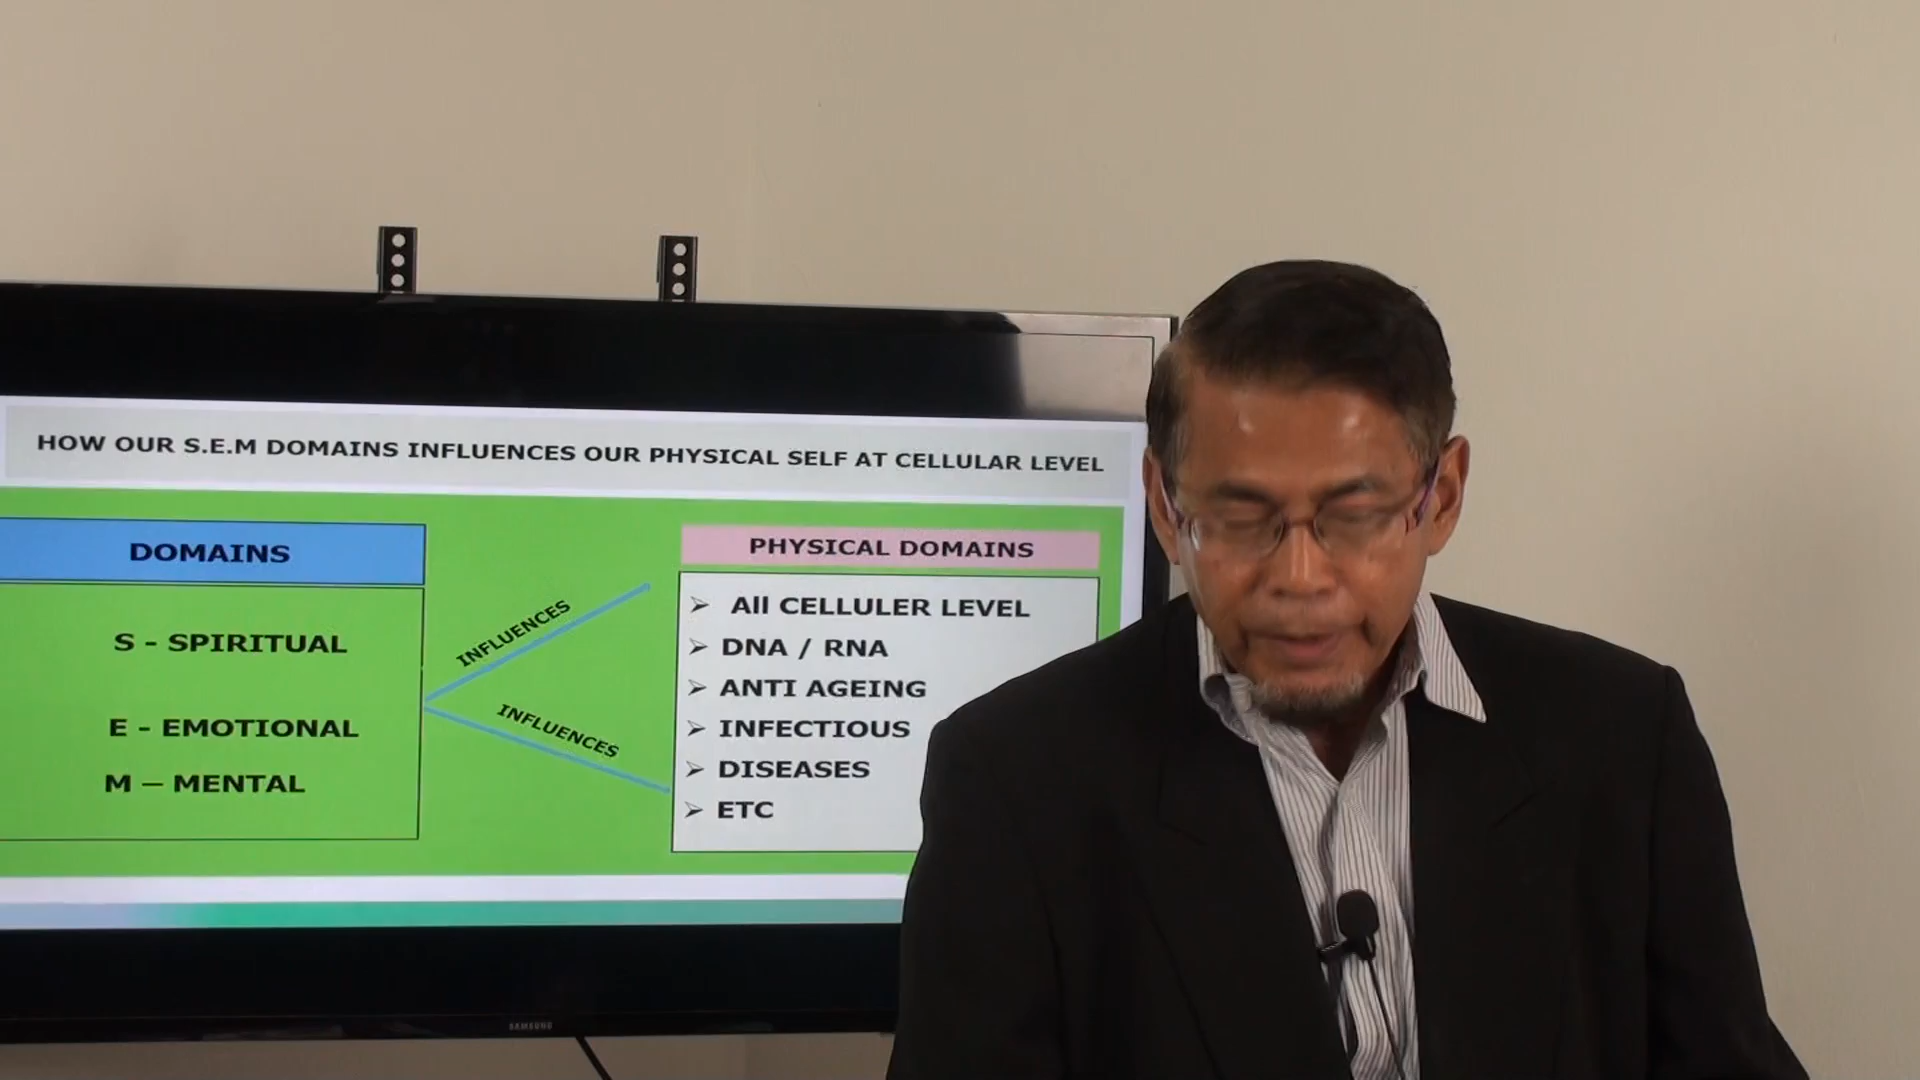 HOW OUR S.E.M DOMAINS INFLUENCES OUR PHYSICAL SELF AT CELLULAR LEVEL
DOMAINS
S - SPIRITUAL
E - EMOTIONAL
M – MENTAL
INFLUENCES
INFLUENCES
PHYSICAL DOMAINS
➢ All CELLULER LEVEL
➢ DNA / RNA
➢ ANTI AGEING
➢ INFECTIOUS
➢ DISEASES
➢ ETC
SAMSUNG